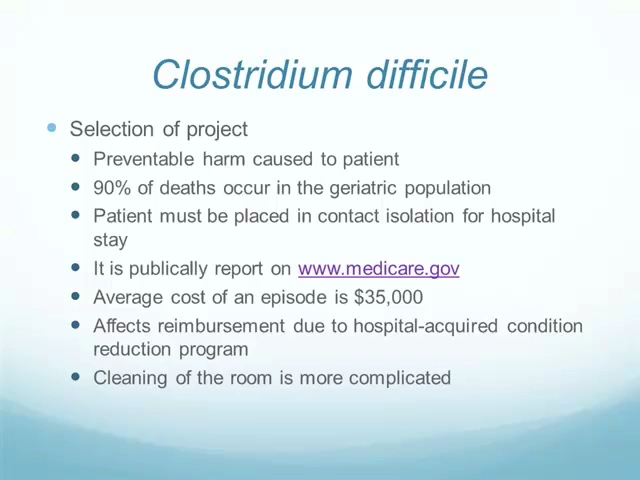 Clostridium difficile
Selection of project
Preventable harm caused to patient
90% of deaths occur in the geriatric population
Patient must be placed in contact isolation for hospital
stay
It is publically report on www.medicare.gov
Average cost of an episode is $35,000
Affects reimbursement due to hospital-acquired condition
reduction program
Cleaning of the room is more complicated